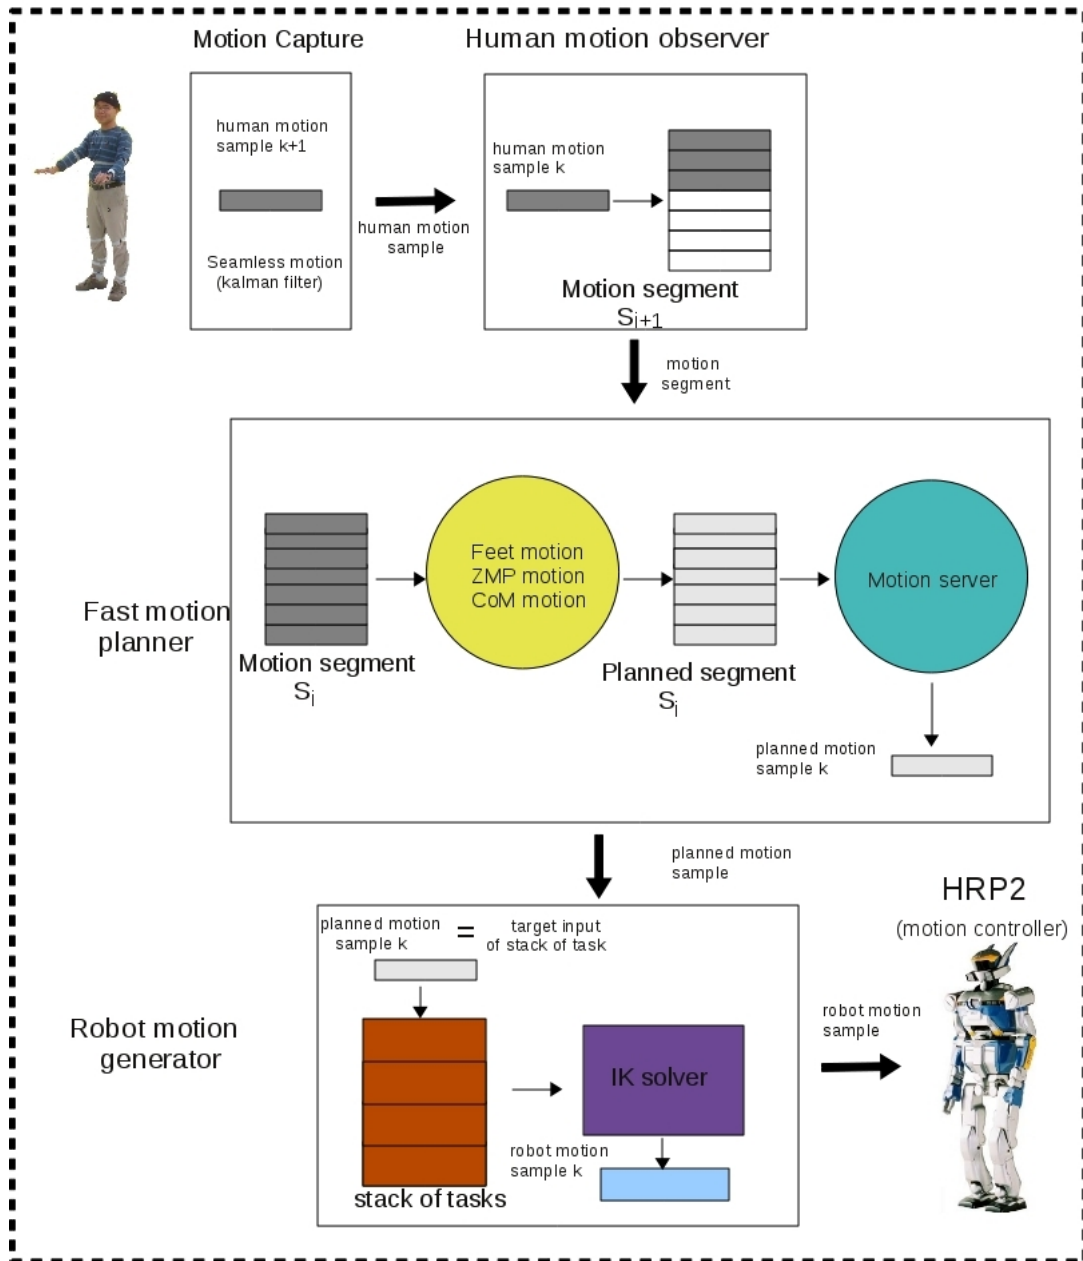 Motion Capture
Human motion observer
human motion
sample k+1
Seamless motion
(kalman filter)
human motion
sample
human motion
sample k
Motion segment
Si+1
motion
segment
Fast motion
planner
Motion segment
Si
Feet motion
ZMP motion
CoM motion
Planned segment
Si
Motion server
planned motion
sample k
planned motion
sample
Robot motion
generator
planned motion
sample k
=
target input
of stack of task
stack of tasks
IK solver
robot motion
sample k
robot motion
sample
HRP2
(motion controller)